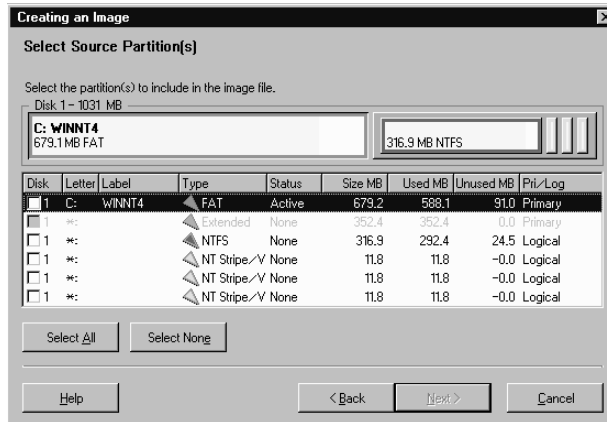 Creating an Image
Select Source Partition(s)
Select the partition(s) to include in the image file.
Disk 1 - 1031 MB
C: WINNT4
679.1 MB FAT
316.9 MB NTFS
Disk Letter Label Type Status Size MB Used MB Unused MB Pri/Log
1 C: WINNT4 FAT Active 679.2 588.1 91.0 Primary
1 *: Extended None 352.4 352.4 0.0 Primary
1 *: NTFS None 316.9 292.4 24.5 Logical
1 *: NT Stripe/V None 11.8 11.8 -0.0 Logical
1 *: NT Stripe/V None 11.8 11.8 -0.0 Logical
1 *: NT Stripe/V None 11.8 11.8 -0.0 Logical
Select All Select None
Help < Back Next > Cancel